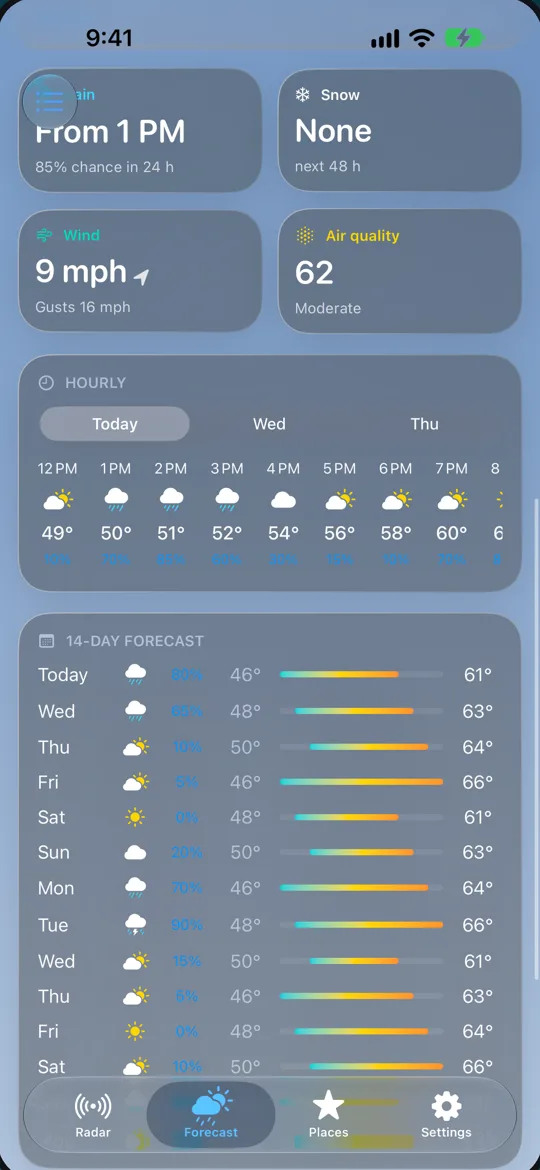 9:41
ain
From 1 PM
85% chance in 24 h
Snow
None
next 48 h
Wind
9 mph
Gusts 16 mph
Air quality
62
Moderate
HOURLY
Today Wed Thu
12 PM 1 PM 2 PM 3 PM 4 PM 5 PM 6 PM 7 PM 8
49° 50° 51° 52° 54° 56° 58° 60° 6
14-DAY FORECAST
Today 80% 46° 61°
Wed 65% 48° 63°
Thu 10% 50° 64°
Fri 5% 46° 66°
Sat 0% 48° 61°
Sun 20% 50° 63°
Mon 70% 46° 64°
Tue 90% 48° 66°
Wed 15% 50° 61°
Thu 5% 46° 63°
Fri 0% 48° 64°
Sat 10% 50° 66°
Radar Forecast Places Settings